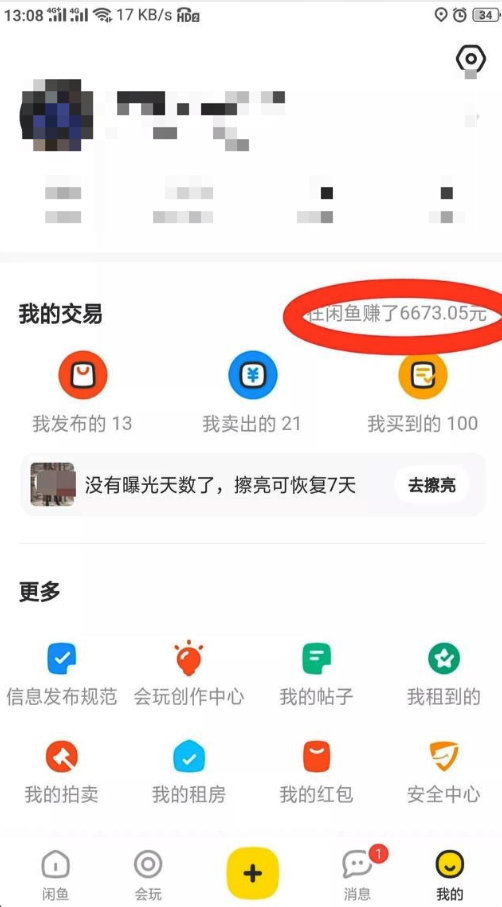 13:08 4G+ 4G 17 KB/s HD2 34
我的交易
在闲鱼赚了6673.05元
我发布的 13 我卖出的 21 我买到的 100
没有曝光天数了，擦亮可恢复7天 去擦亮
更多
信息发布规范 会玩创作中心 我的帖子 我租到的
我的拍卖 我的租房 我的红包 安全中心
1
闲鱼 会玩 消息 我的